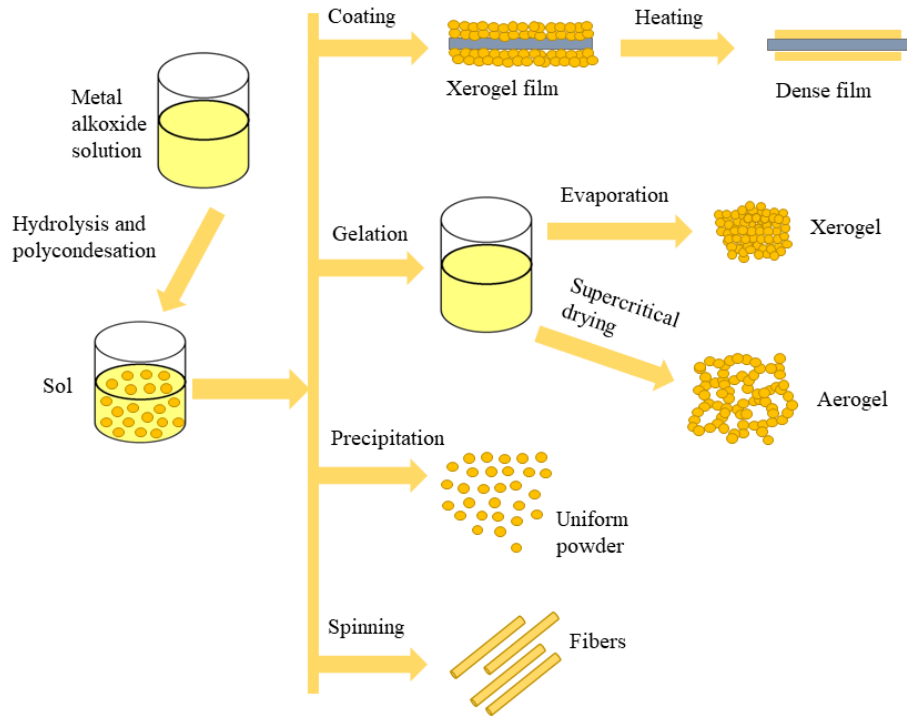 Metal
alkoxide
solution
Hydrolysis and
polycondesation
Sol
Coating
Xerogel film
Heating
Dense film
Gelation
Evaporation
Xerogel
Supercritical
drying
Aerogel
Precipitation
Uniform
powder
Spinning
Fibers